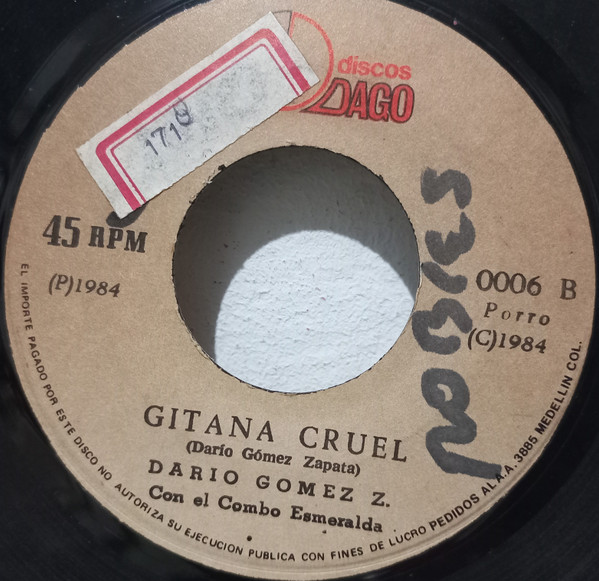 discos
DAGO
1718
45 RPM
(P)1984
0006 B
Porro
(C)1984
GITANA CRUEL
(Darío Gómez Zapata)
DARIO GOMEZ Z.
Con el Combo Esmeralda
EL IMPORTE PAGADO POR ESTE DISCO NO AUTORIZA SU EJECUCION PUBLICA CON FINES DE LUCRO PEDIDOS AL A.A. 3885 MEDELLIN COL.